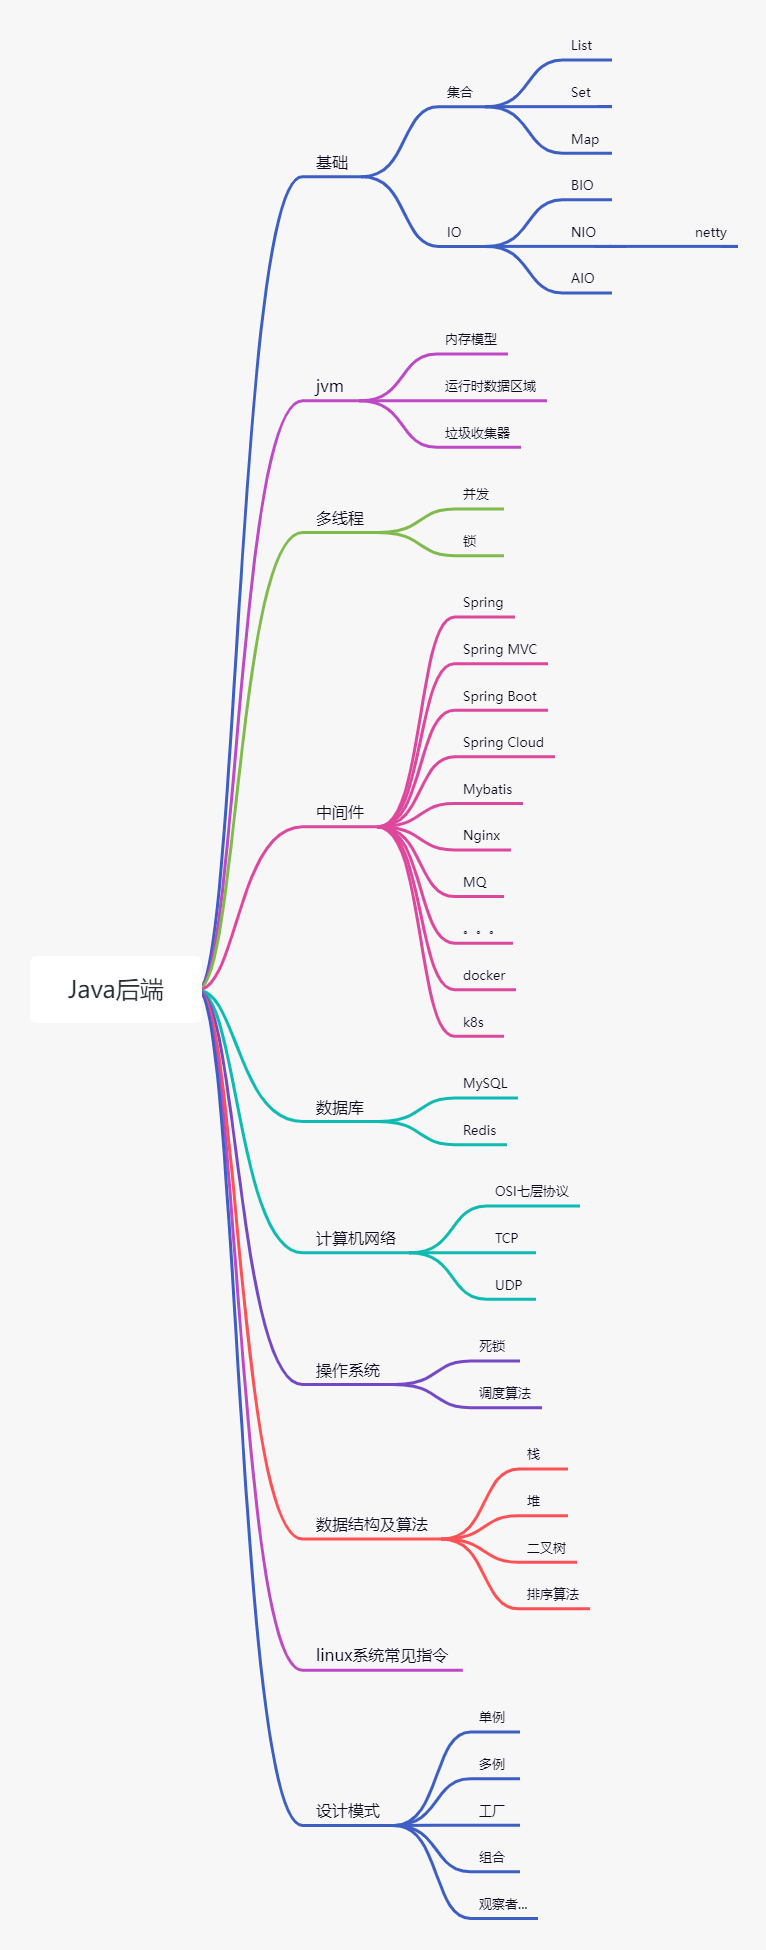 List
集合
Set
Map
基础
BIO
IO
NIO
netty
AIO
内存模型
jvm
运行时数据区域
垃圾收集器
并发
多线程
锁
Spring
Spring MVC
Spring Boot
Spring Cloud
Mybatis
中间件
Nginx
MQ
。。。
docker
Java后端
k8s
MySQL
数据库
Redis
OSI七层协议
计算机网络
TCP
UDP
死锁
操作系统
调度算法
栈
堆
数据结构及算法
二叉树
排序算法
linux系统常见指令
单例
多例
设计模式
工厂
组合
观察者...